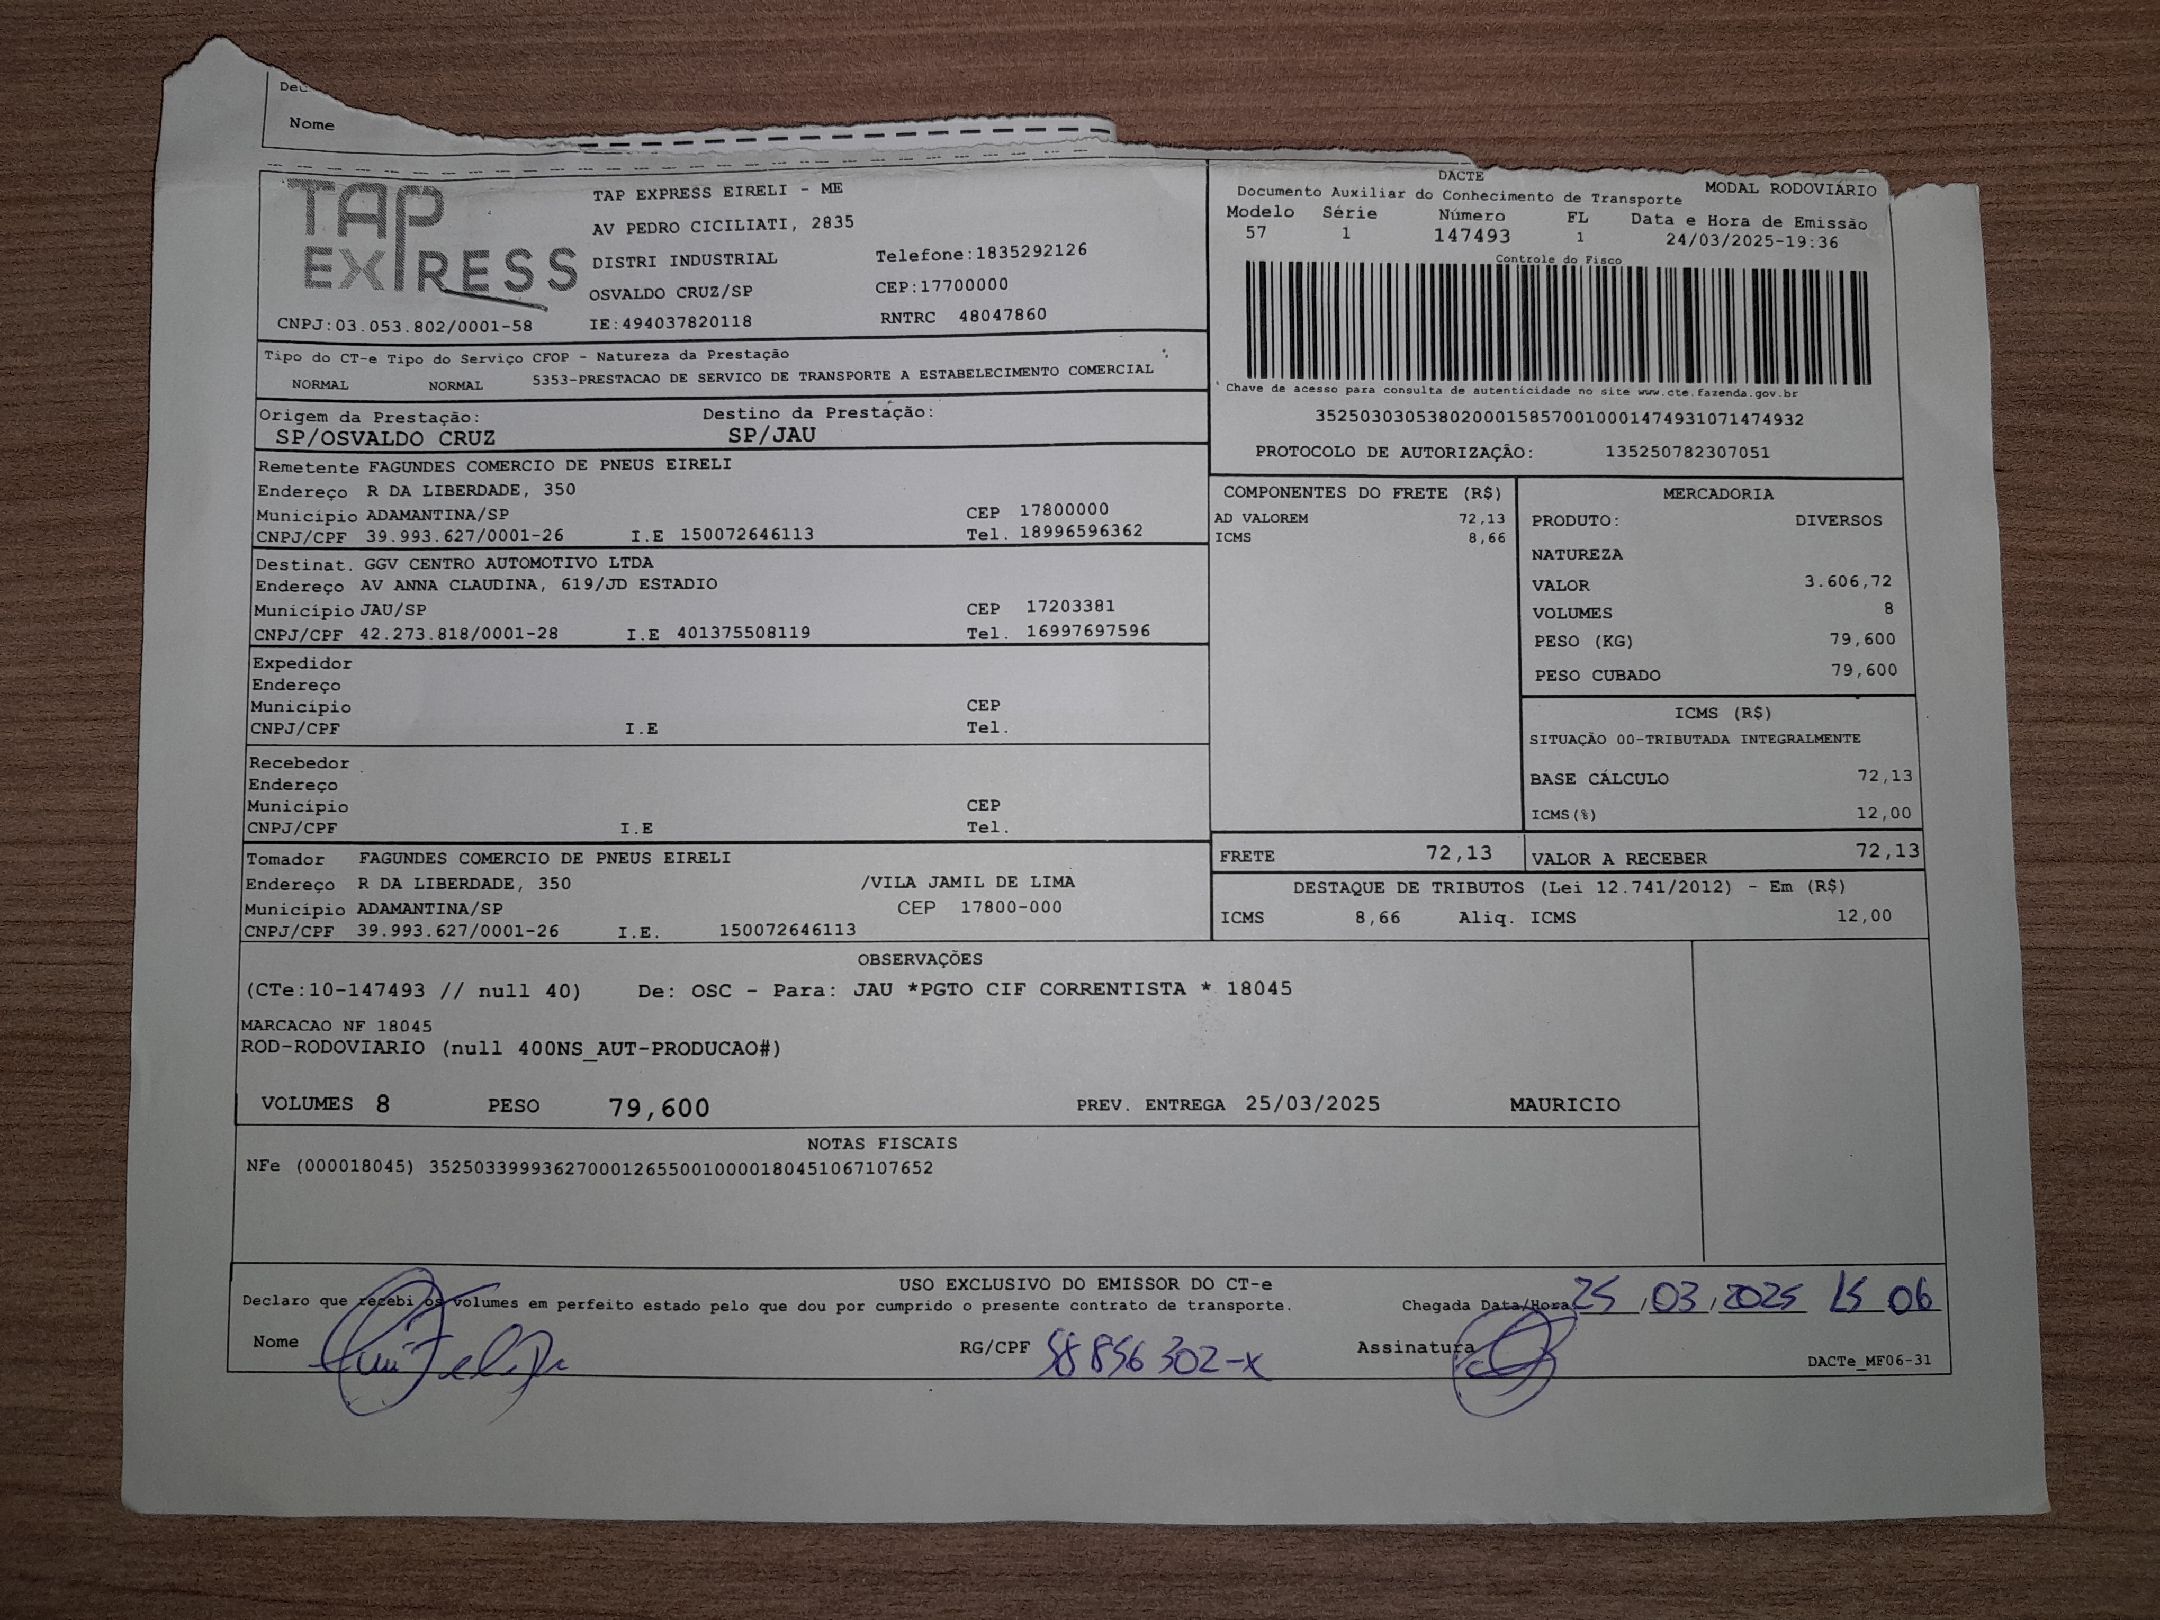 Nome
TAP EXPRESS
TAP EXPRESS EIRELI - ME
AV PEDRO CICILIATI, 2835
DISTRI INDUSTRIAL Telefone:1835292126
OSVALDO CRUZ/SP CEP:17700000
CNPJ:03.053.802/0001-58 IE:494037820118 RNTRC 48047860
DACTE
Documento Auxiliar do Conhecimento de Transporte MODAL RODOVIÁRIO
Modelo Série Número FL Data e Hora de Emissão
57 1 147493 1 24/03/2025-19:36
Controle do Fisco
Chave de acesso para consulta de autenticidade no site www.cte.fazenda.gov.br
35250303053802000158570010001474931071474932
PROTOCOLO DE AUTORIZAÇÃO: 135250782307051
Tipo do CT-e Tipo do Serviço CFOP - Natureza da Prestação
NORMAL NORMAL 5353-PRESTACAO DE SERVICO DE TRANSPORTE A ESTABELECIMENTO COMERCIAL
Origem da Prestação: Destino da Prestação:
SP/OSVALDO CRUZ SP/JAU
Remetente FAGUNDES COMERCIO DE PNEUS EIRELI
Endereço R DA LIBERDADE, 350
Município ADAMANTINA/SP CEP 17800000
CNPJ/CPF 39.993.627/0001-26 I.E 150072646113 Tel. 18996596362
Destinat. GGV CENTRO AUTOMOTIVO LTDA
Endereço AV ANNA CLAUDINA, 619/JD ESTADIO
Município JAU/SP CEP 17203381
CNPJ/CPF 42.273.818/0001-28 I.E 401375508119 Tel. 16997697596
Expedidor
Endereço
Município CEP
CNPJ/CPF I.E Tel.
Recebedor
Endereço
Município CEP
CNPJ/CPF I.E Tel.
Tomador FAGUNDES COMERCIO DE PNEUS EIRELI
Endereço R DA LIBERDADE, 350 /VILA JAMIL DE LIMA
Município ADAMANTINA/SP CEP 17800-000
CNPJ/CPF 39.993.627/0001-26 I.E. 150072646113
COMPONENTES DO FRETE (R$)
AD VALOREM 72,13
ICMS 8,66
MERCADORIA
PRODUTO: DIVERSOS
NATUREZA
VALOR 3.606,72
VOLUMES 8
PESO (KG) 79,600
PESO CUBADO 79,600
ICMS (R$)
SITUAÇÃO 00-TRIBUTADA INTEGRALMENTE
BASE CÁLCULO 72,13
ICMS(%) 12,00
FRETE 72,13 VALOR A RECEBER 72,13
DESTAQUE DE TRIBUTOS (Lei 12.741/2012) - Em (R$)
ICMS 8,66 Aliq. ICMS 12,00
OBSERVAÇÕES
(CTe:10-147493 // null 40) De: OSC - Para: JAU *PGTO CIF CORRENTISTA * 18045
MARCACAO NF 18045
ROD-RODOVIARIO (null 400NS_AUT-PRODUCAO#)
VOLUMES 8 PESO 79,600 PREV. ENTREGA 25/03/2025 MAURICIO
NOTAS FISCAIS
NFe (000018045) 35250339993627000126550010000180451067107652
USO EXCLUSIVO DO EMISSOR DO CT-e
Declaro que recebi os volumes em perfeito estado pelo que dou por cumprido o presente contrato de transporte. Chegada Data/Hora 25 03 2025 15 06
Nome RG/CPF 58 856 302-x Assinatura
DACTe_MF06-31